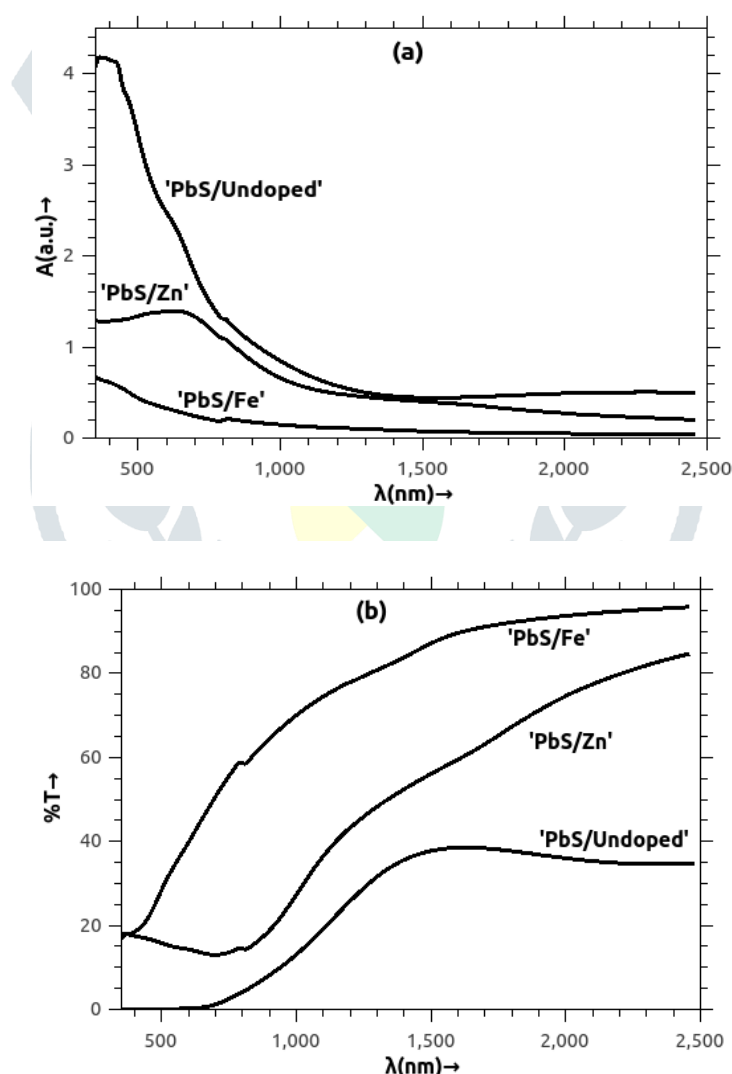 (a)
4
3
2
1
0
A(a.u.)→
'PbS/Undoped'
'PbS/Zn'
'PbS/Fe'
500 1,000 1,500 2,000 2,500
λ(nm)→
(b)
100
80
60
40
20
0
%T→
'PbS/Fe'
'PbS/Zn'
'PbS/Undoped'
500 1,000 1,500 2,000 2,500
λ(nm)→